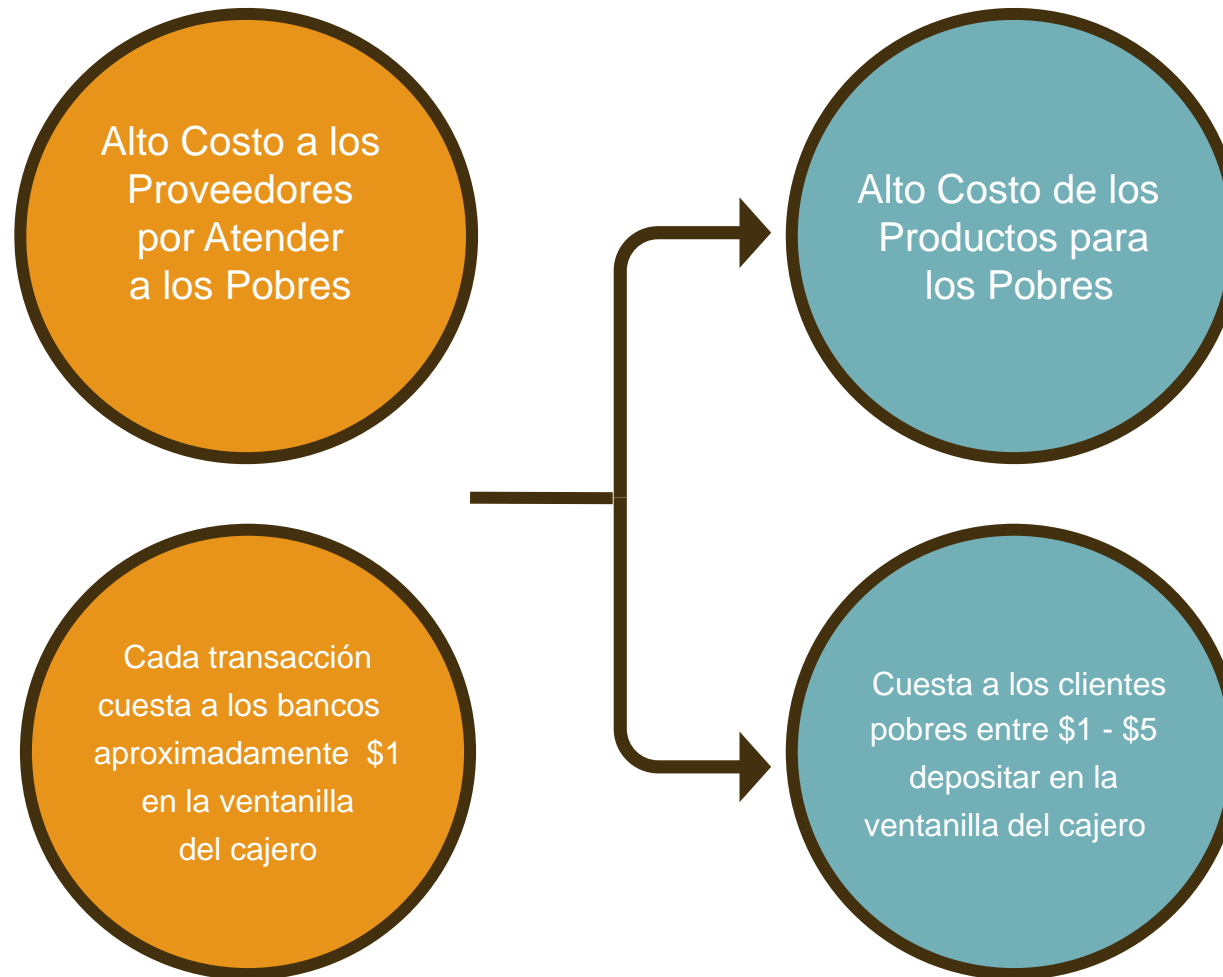 Alto Costo a los
Proveedores
por Atender
a los Pobres
Alto Costo de los
Productos para
los Pobres
Cada transacción
cuesta a los bancos
aproximadamente $1
en la ventanilla
del cajero
Cuesta a los clientes
pobres entre $1 - $5
depositar en la
ventanilla del cajero